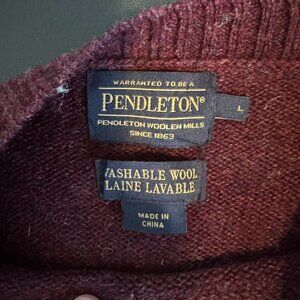 WARRANTED TO BE A
PENDLETON®
PENDLETON WOOLEN MILLS
SINCE 1863
L
WASHABLE WOOL
LAINE LAVABLE
MADE IN
CHINA